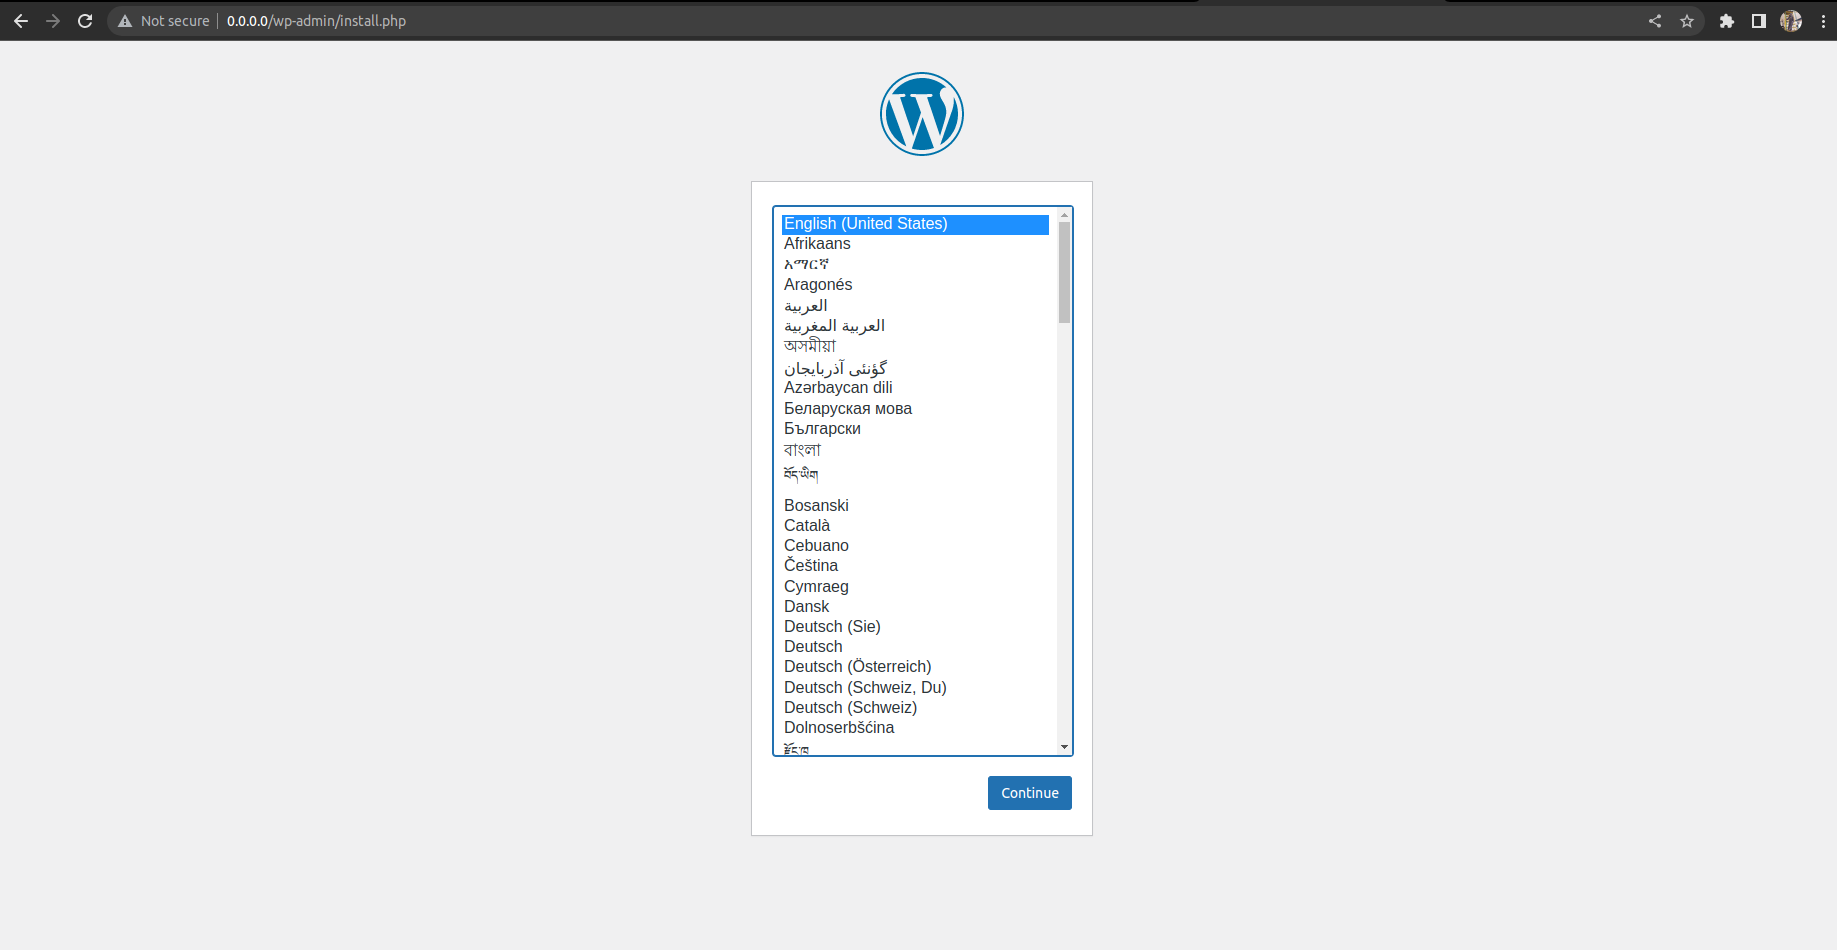 Not secure 0.0.0.0/wp-admin/install.php
English (United States)
Afrikaans
አማርኛ
Aragonés
العربية
العربية المغربية
অসমীয়া
گؤنئی آذربایجان
Azərbaycan dili
Беларуская мова
Български
বাংলা
བོད་ཡིག
Bosanski
Català
Cebuano
Čeština
Cymraeg
Dansk
Deutsch (Sie)
Deutsch
Deutsch (Österreich)
Deutsch (Schweiz, Du)
Deutsch (Schweiz)
Dolnoserbšćina
རྫོང་ཁ
Continue